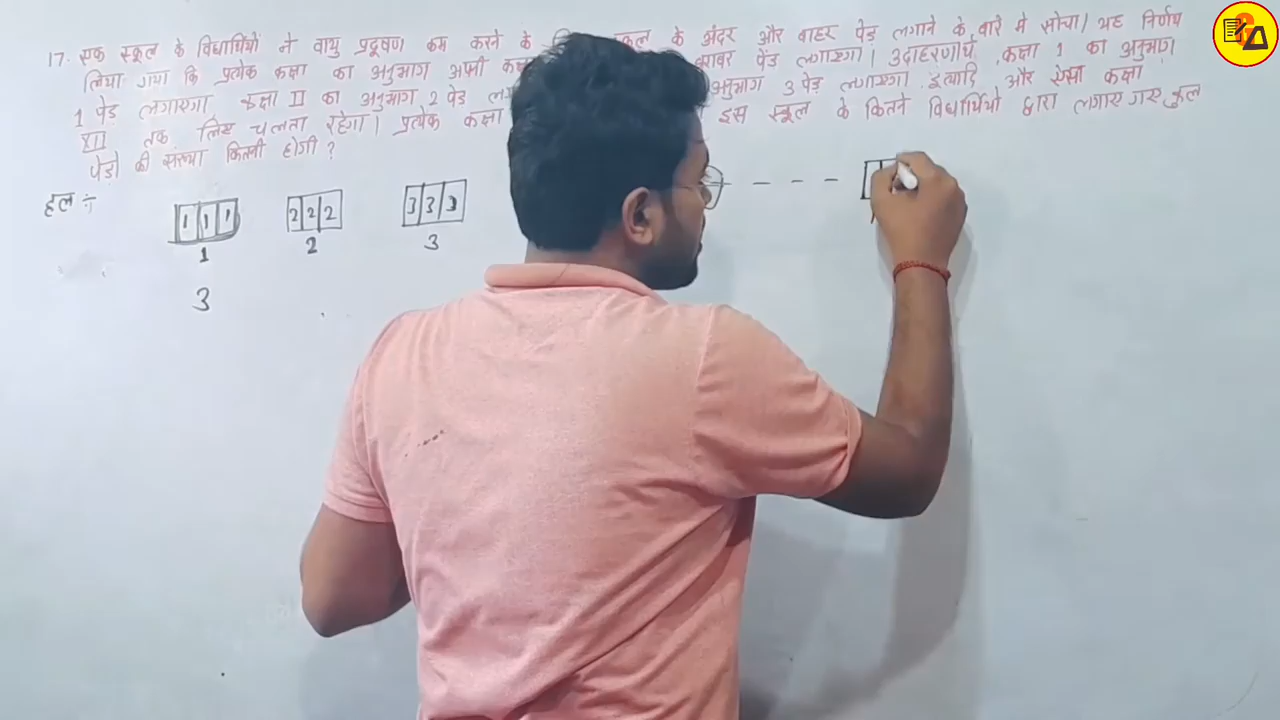 17. एक स्कूल के विद्यार्थियों ने वायु प्रदूषण कम करने के स्कूल के अंदर और बाहर पेड़ लगाने के बारे मे सोचा। यह निर्णय
लिया गया कि प्रत्येक कक्षा का अनुभाग अपनी बराबर पेड़ लगाएगा। उदाहरणार्थ, कक्षा 1 का अनुभाग
1 पेड़ लगाएगा, कक्षा II का अनुभाग 2 पेड़ अनुभाग 3 पेड़ लगाएगा इत्यादि और ऐसा कक्षा
XII तक लिए चलता रहेगा। प्रत्येक कक्षा इस स्कूल के कितने विद्यार्थियो द्वारा लगाए गए कुल
पेड़ो की संख्या कितनी होगी ?
हल ÷
1 1 1 2 2 2 3 3 3
1 2 3
3